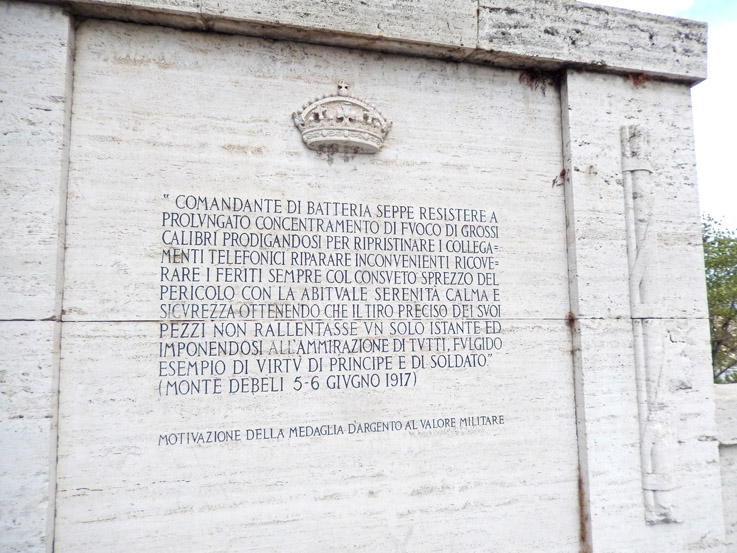 “ COMANDANTE DI BATTERIA SEPPE RESISTERE A
PROLVNGATO CONCENTRAMENTO DI FVOCO DI GROSSI
CALIBRI PRODIGANDOSI PER RIPRISTINARE I COLLEGA=
MENTI TELEFONICI RIPARARE INCONVENIENTI RICOVE=
RARE I FERITI SEMPRE COL CONSVETO SPREZZO DEL
PERICOLO CON LA ABITVALE SERENITÀ CALMA E
SICVREZZA OTTENENDO CHE IL TIRO PRECISO DEI SVOI
PEZZI NON RALLENTASSE VN SOLO ISTANTE ED
IMPONENDOSI ALL'AMMIRAZIONE DI TVTTI, FVLGIDO
ESEMPIO DI VIRTV DI PRINCIPE E DI SOLDATO.”
(MONTE DEBELI 5-6 GIVGNO 1917)
MOTIVAZIONE DELLA MEDAGLIA D'ARGENTO AL VALORE MILITARE